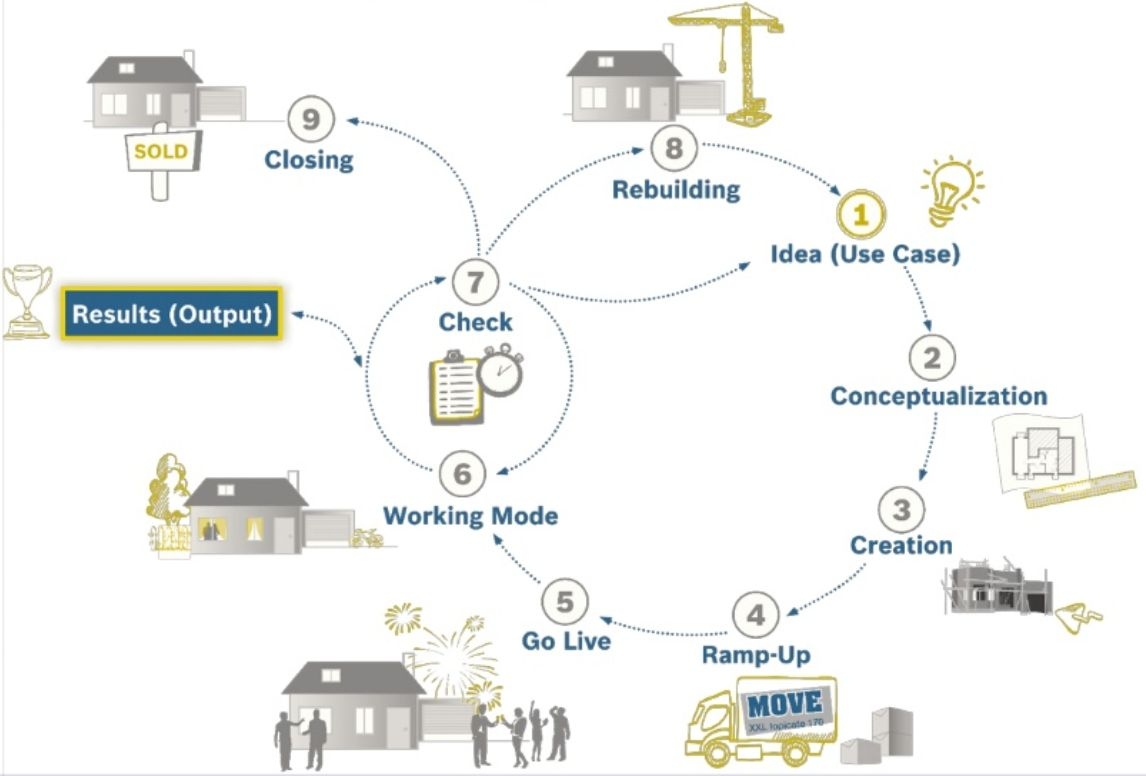 9
Closing
SOLD
8
Rebuilding
1
Idea (Use Case)
7
Check
Results (Output)
2
Conceptualization
6
Working Mode
3
Creation
5
Go Live
4
Ramp-Up
MOVE